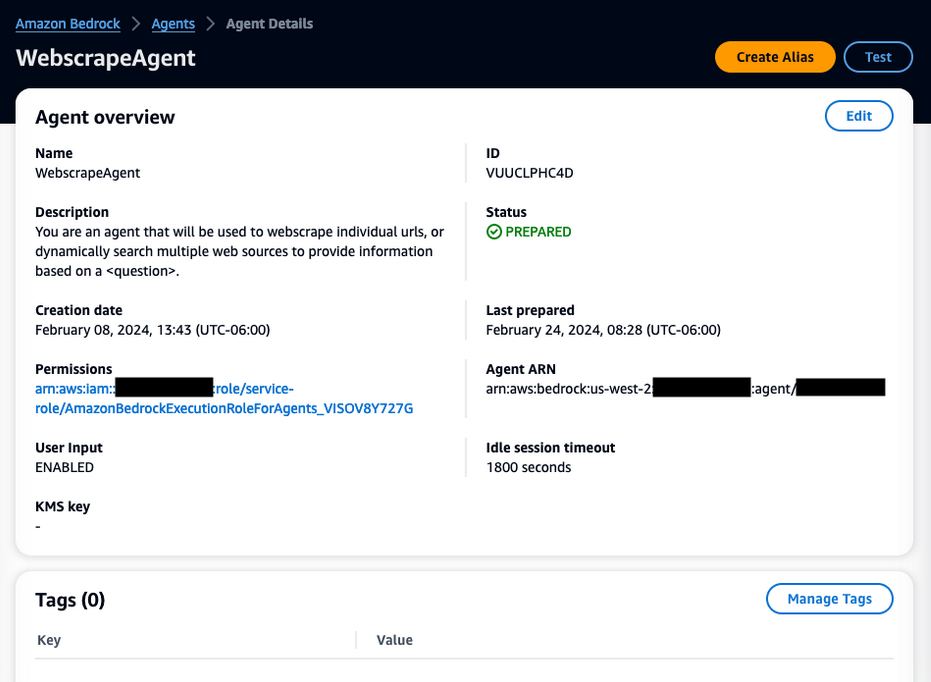 Amazon Bedrock > Agents > Agent Details
WebscrapeAgent
Create Alias
Test
Agent overview
Edit
Name
WebscrapeAgent
ID
VUUCLPHC4D
Description
You are an agent that will be used to webscrape individual urls, or
dynamically search multiple web sources to provide information
based on a <question>.
Status
PREPARED
Creation date
February 08, 2024, 13:43 (UTC-06:00)
Last prepared
February 24, 2024, 08:28 (UTC-06:00)
Permissions
arn:aws:iam:: :role/service-
role/AmazonBedrockExecutionRoleForAgents_VISOV8Y727G
Agent ARN
arn:aws:bedrock:us-west-2: :agent/
User Input
ENABLED
Idle session timeout
1800 seconds
KMS key
-
Tags (0)
Manage Tags
Key
Value